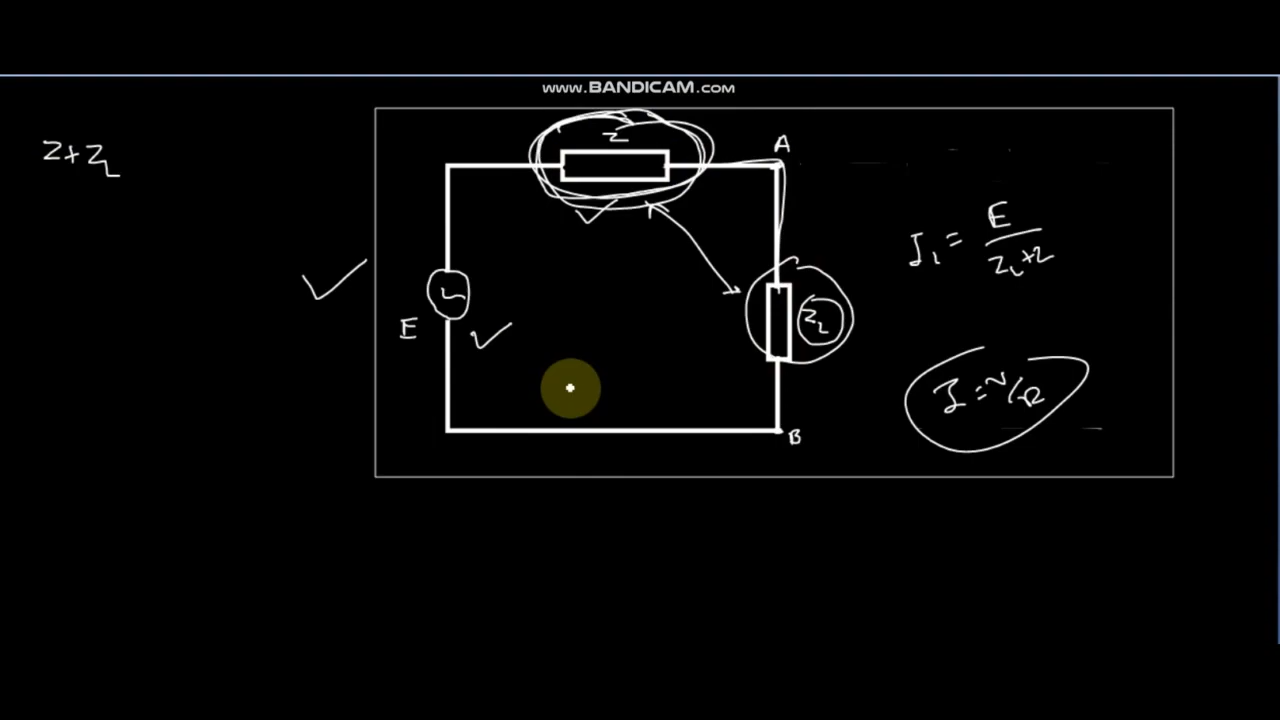 www.BANDICAM.com
Z+ZL
Z
A
E
ZL
B
I1 = E/(ZL+Z)
I = V/R